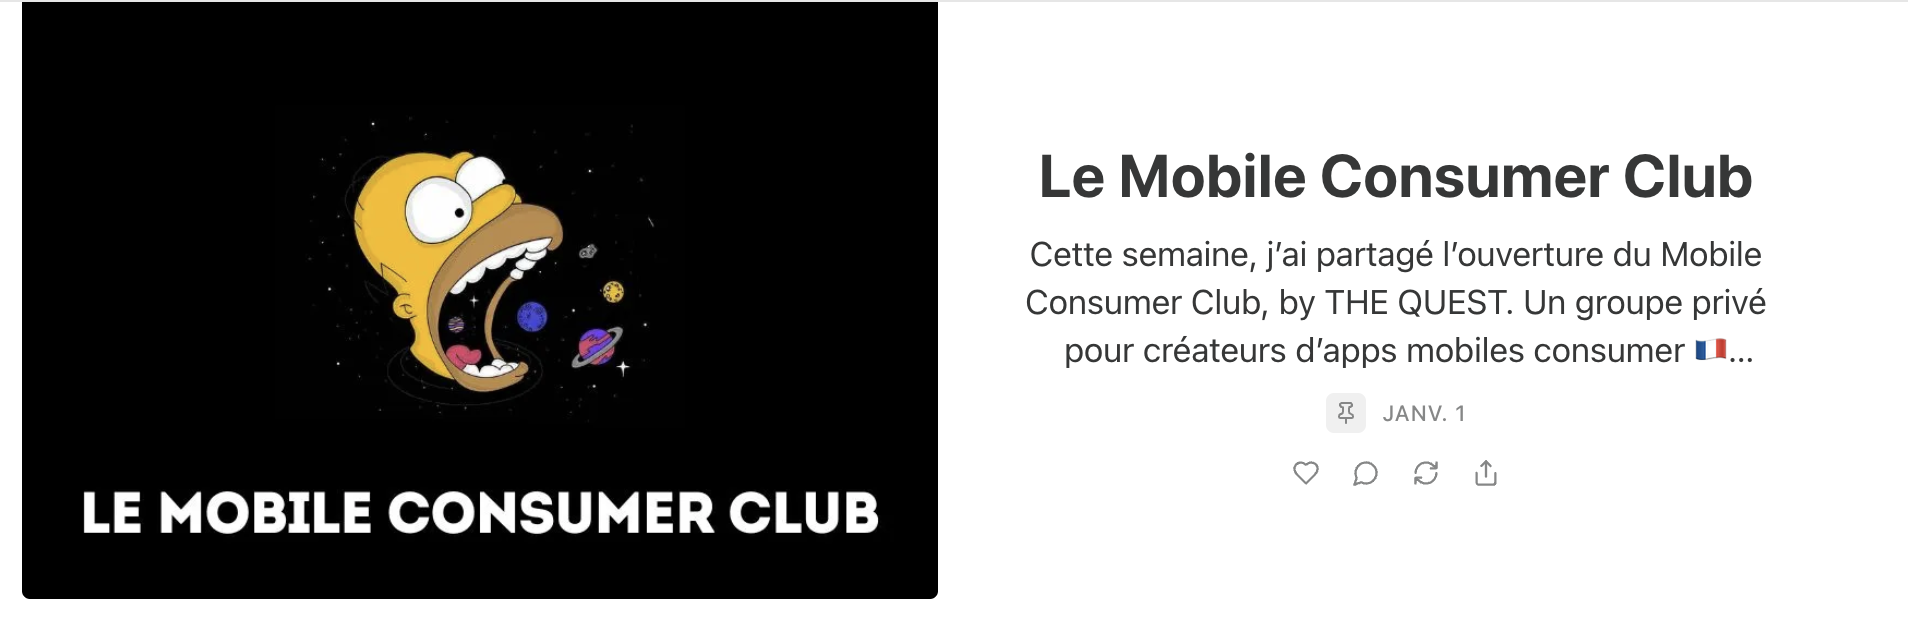 LE MOBILE CONSUMER CLUB
Le Mobile Consumer Club
Cette semaine, j’ai partagé l’ouverture du Mobile
Consumer Club, by THE QUEST. Un groupe privé
pour créateurs d’apps mobiles consumer 🇫🇷...
JANV. 1